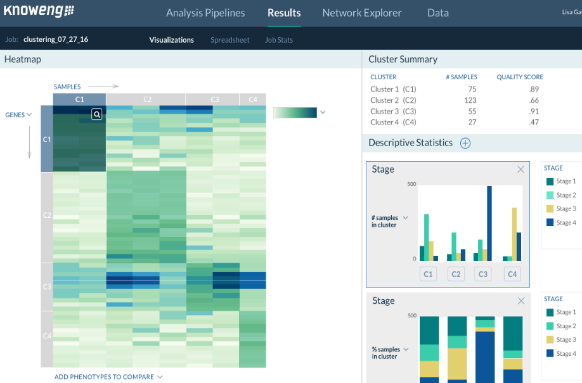 KnowEnG
Analysis Pipelines Results Network Explorer Data Lisa Ga
Job: clustering_07_27_16 Visualizations Spreadsheet Job Stats
Heatmap
SAMPLES
C1 C2 C3 C4
GENES
C1
C2
C3
C4
ADD PHENOTYPES TO COMPARE
Cluster Summary
CLUSTER # SAMPLES QUALITY SCORE
Cluster 1 (C1) 75 .89
Cluster 2 (C2) 123 .66
Cluster 3 (C3) 55 .91
Cluster 4 (C4) 27 .47
Descriptive Statistics
Stage
500
# samples
in cluster
0
C1 C2 C3 C4
STAGE
Stage 1
Stage 2
Stage 3
Stage 4
Stage
500
% samples
in cluster
STAGE
Stage 1
Stage 2
Stage 3
Stage 4